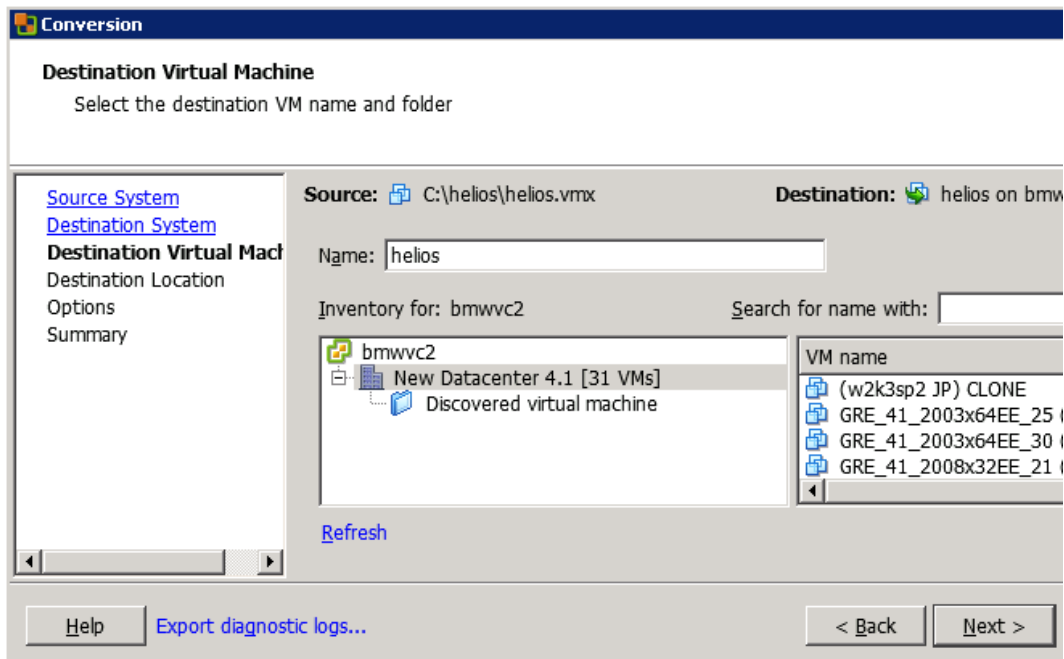 Conversion
Destination Virtual Machine
Select the destination VM name and folder
Source System
Destination System
Destination Virtual Mach
Destination Location
Options
Summary
Source: C:\helios\helios.vmx Destination: helios on bmw
Name: helios
Inventory for: bmwvc2 Search for name with:
bmwvc2
New Datacenter 4.1 [31 VMs]
Discovered virtual machine
VM name
(w2k3sp2 JP) CLONE
GRE_41_2003x64EE_25 (
GRE_41_2003x64EE_30 (
GRE_41_2008x32EE_21 (
Refresh
Help Export diagnostic logs... < Back Next >